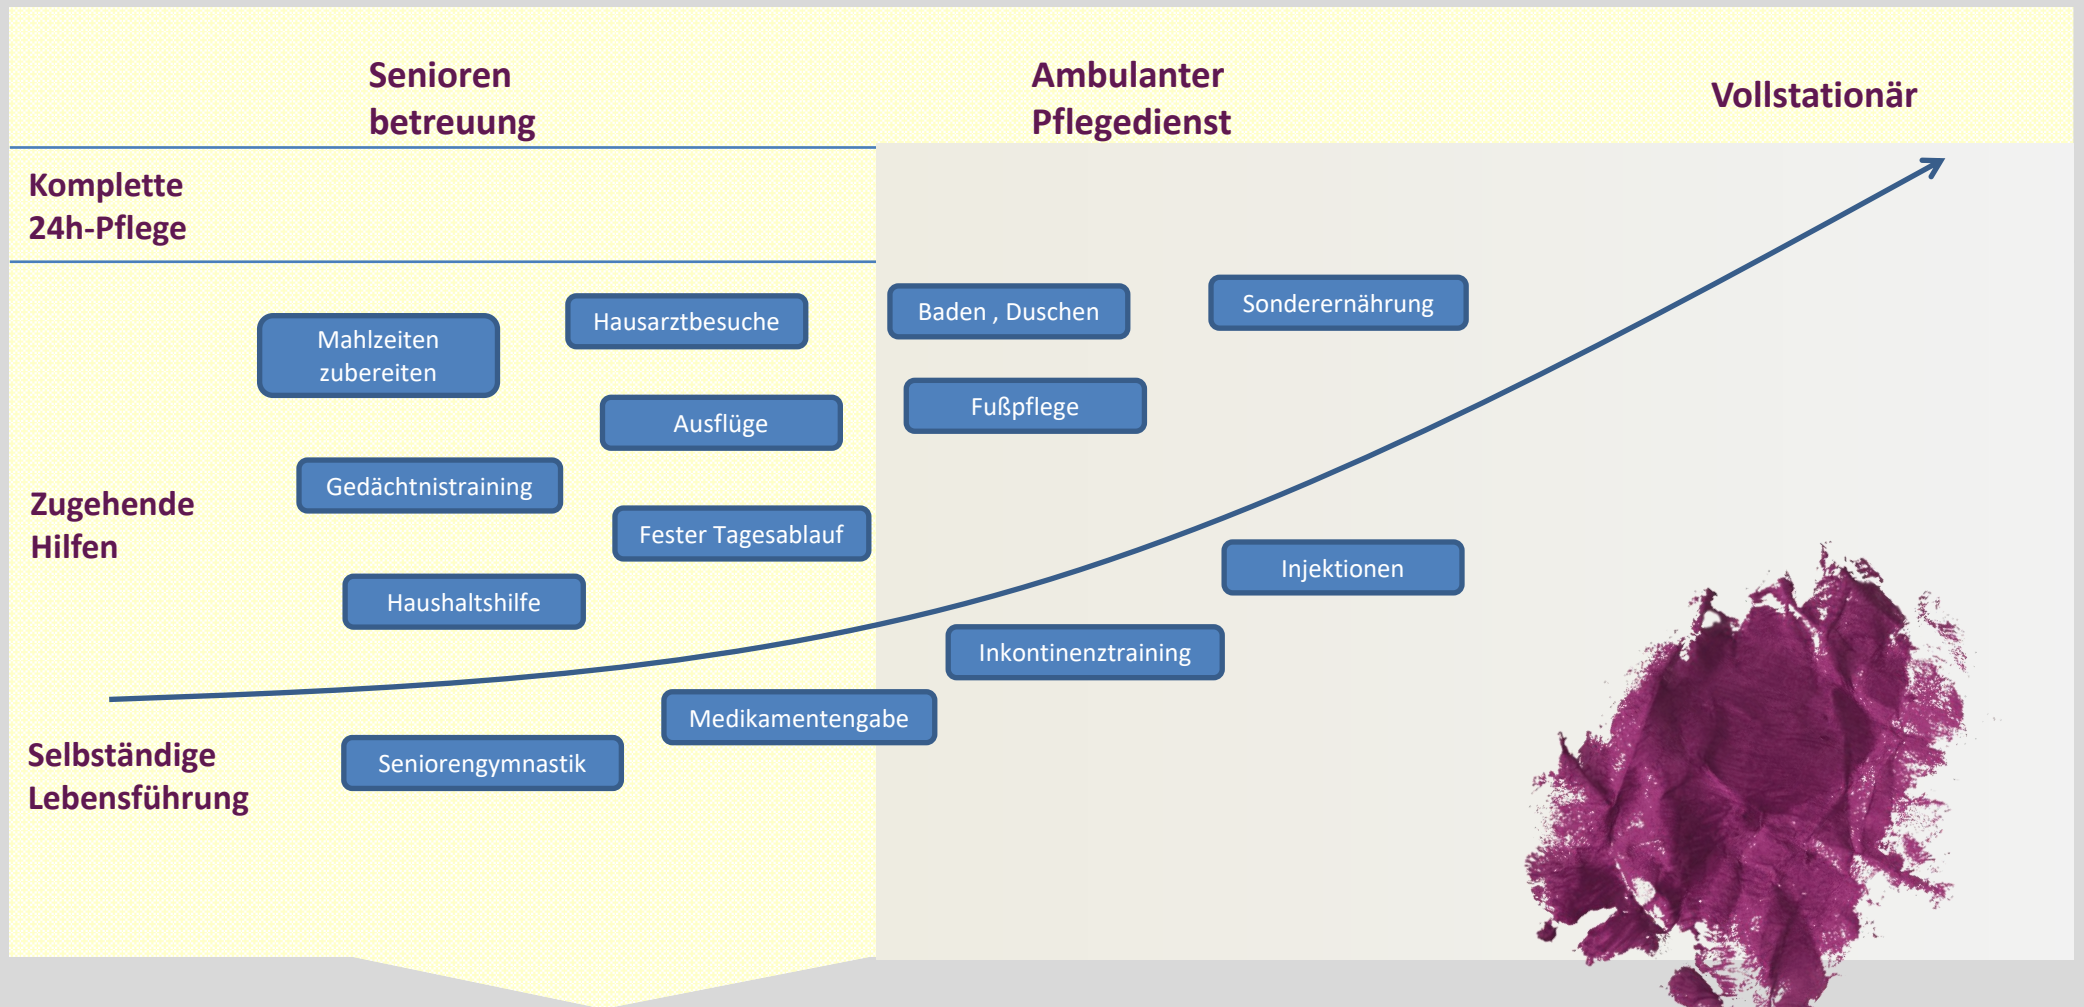 Senioren
betreuung
Ambulanter
Pflegedienst
Vollstationär
Komplette
24h-Pflege
Mahlzeiten
zubereiten
Hausarztbesuche
Baden , Duschen
Sonderernährung
Ausflüge
Fußpflege
Gedächtnistraining
Zugehende
Hilfen
Fester Tagesablauf
Injektionen
Haushaltshilfe
Inkontinenztraining
Medikamentengabe
Selbständige
Lebensführung
Seniorengymnastik